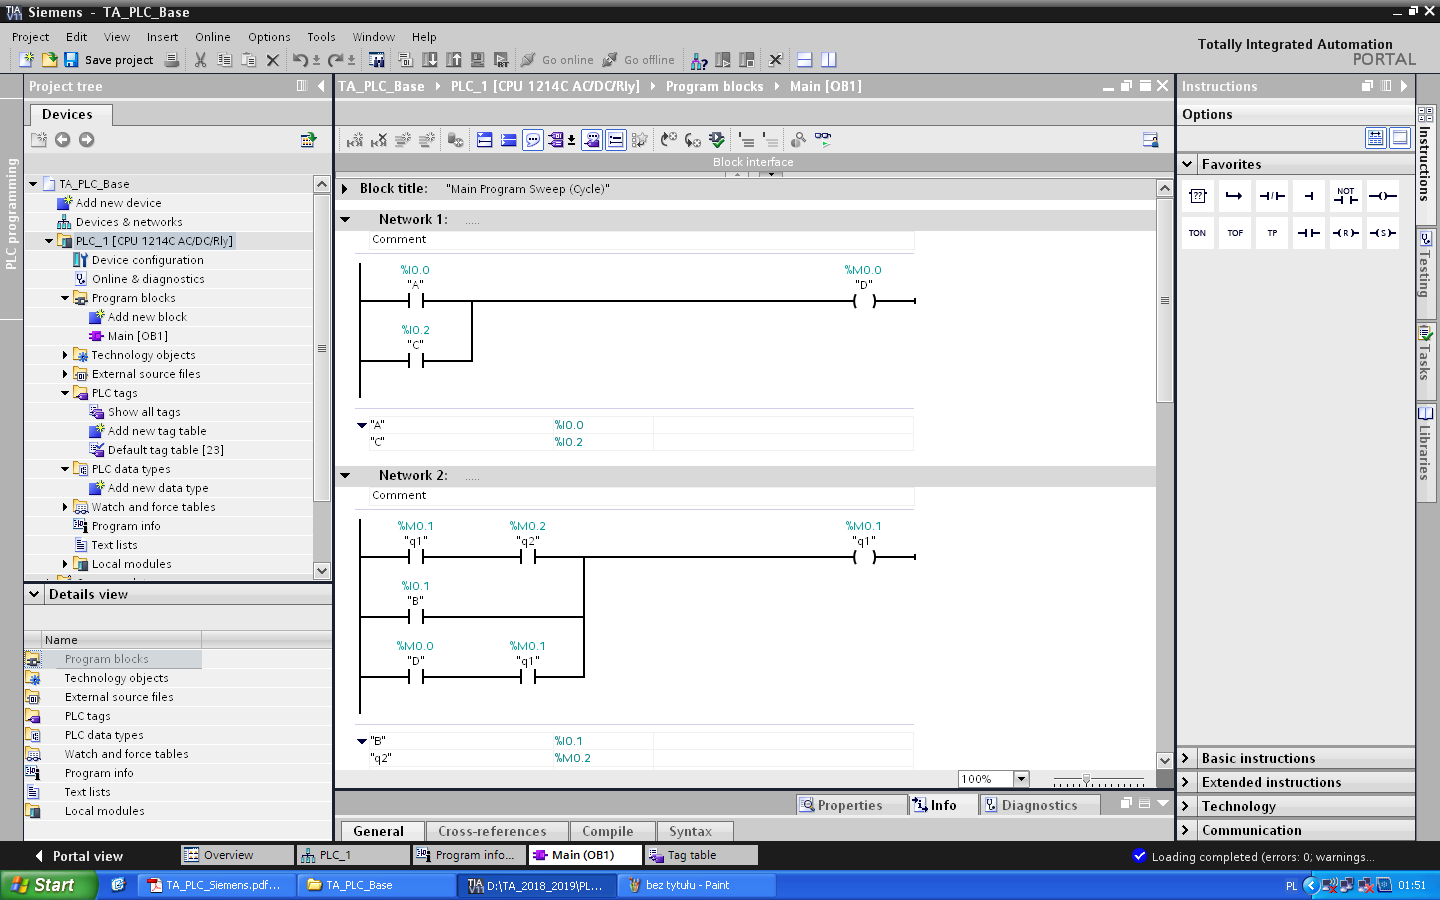 Siemens - TA_PLC_Base
Project Edit View Insert Online Options Tools Window Help
Save project
Go online
Go offline
Totally Integrated Automation
PORTAL
PLC programming
Project tree
Devices
TA_PLC_Base
Add new device
Devices & networks
PLC_1 [CPU 1214C AC/DC/Rly]
Device configuration
Online & diagnostics
Program blocks
Add new block
Main [OB1]
Technology objects
External source files
PLC tags
Show all tags
Add new tag table
Default tag table [23]
PLC data types
Add new data type
Watch and force tables
Program info
Text lists
Local modules
Details view
Name
Program blocks
Technology objects
External source files
PLC tags
PLC data types
Watch and force tables
Program info
Text lists
Local modules
TA_PLC_Base PLC_1 [CPU 1214C AC/DC/Rly] Program blocks Main [OB1]
Block interface
Block title: "Main Program Sweep (Cycle)"
Network 1: .....
Comment
%I0.0 %M0.0
"A" "D"
%I0.2
"C"
"A" %I0.0
"C" %I0.2
Network 2: .....
Comment
%M0.1 %M0.2 %M0.1
"q1" "q2" "q1"
%I0.1
"B"
%M0.0 %M0.1
"D" "q1"
"B" %I0.1
"q2" %M0.2
100%
Properties Info Diagnostics
General Cross-references Compile Syntax
Instructions
Options
Favorites
?? NOT
TON TOF TP R S
Basic instructions
Extended instructions
Technology
Communication
Instructions
Testing
Tasks
Libraries
Portal view Overview PLC_1 Program info... Main (OB1) Tag table Loading completed (errors: 0; warnings...
Start TA_PLC_Siemens.pdf... TA_PLC_Base D:\TA_2018_2019\PL... bez tytułu - Paint PL 01:51